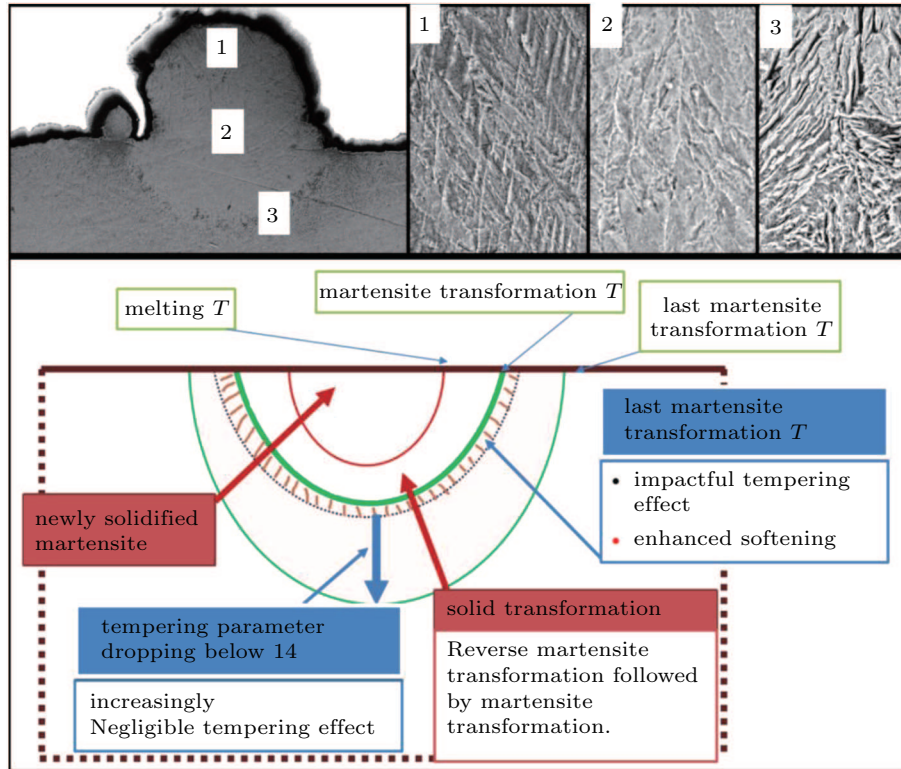 1
2
3
1
2
3
melting T
martensite transformation T
last martensite
transformation T
last martensite
transformation T
• impactful tempering
effect
• enhanced softening
newly solidified
martensite
tempering parameter
dropping below 14
increasingly
Negligible tempering effect
solid transformation
Reverse martensite
transformation followed
by martensite
transformation.